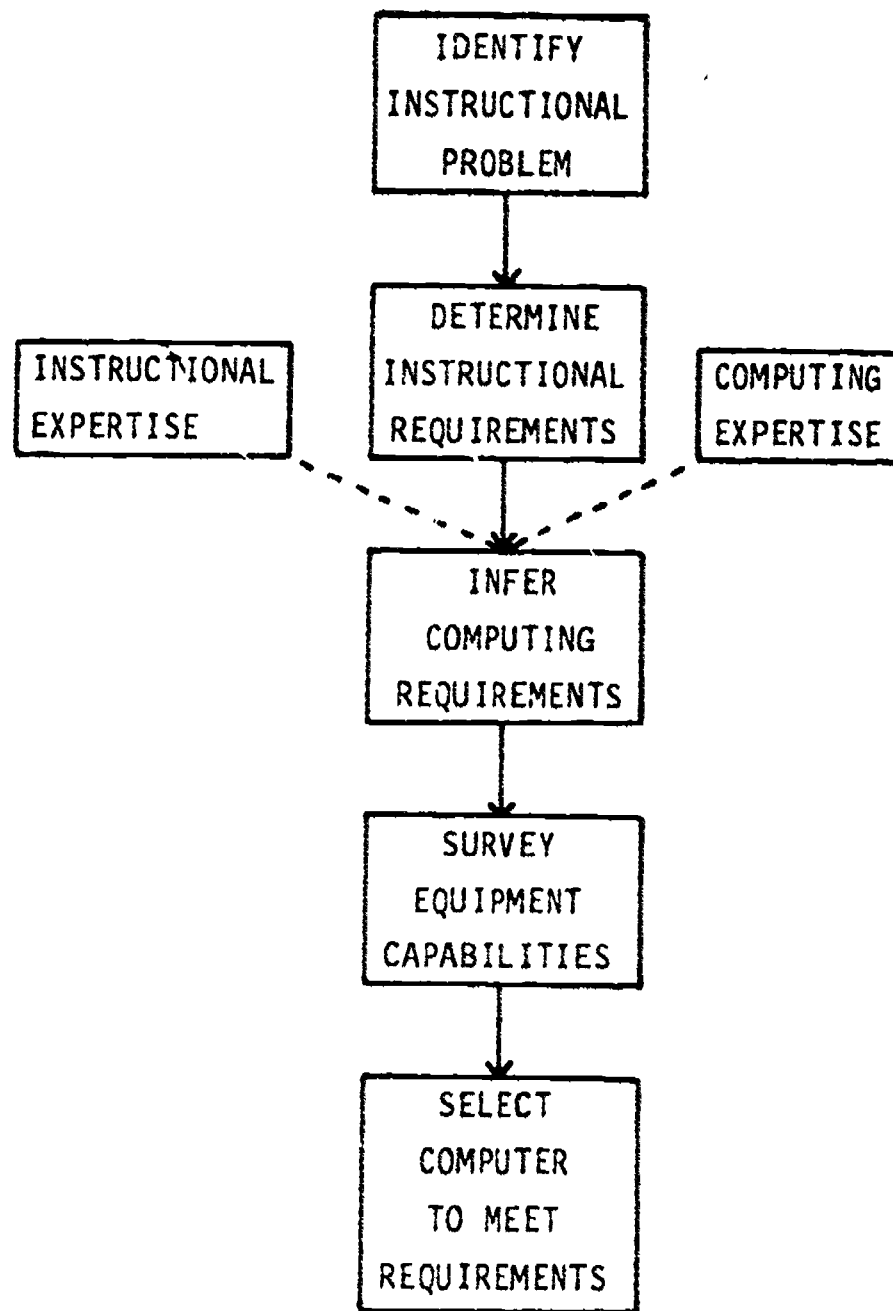 IDENTIFY
INSTRUCTIONAL
PROBLEM
DETERMINE
INSTRUCTIONAL
REQUIREMENTS
INSTRUCTIONAL
EXPERTISE
COMPUTING
EXPERTISE
INFER
COMPUTING
REQUIREMENTS
SURVEY
EQUIPMENT
CAPABILITIES
SELECT
COMPUTER
TO MEET
REQUIREMENTS